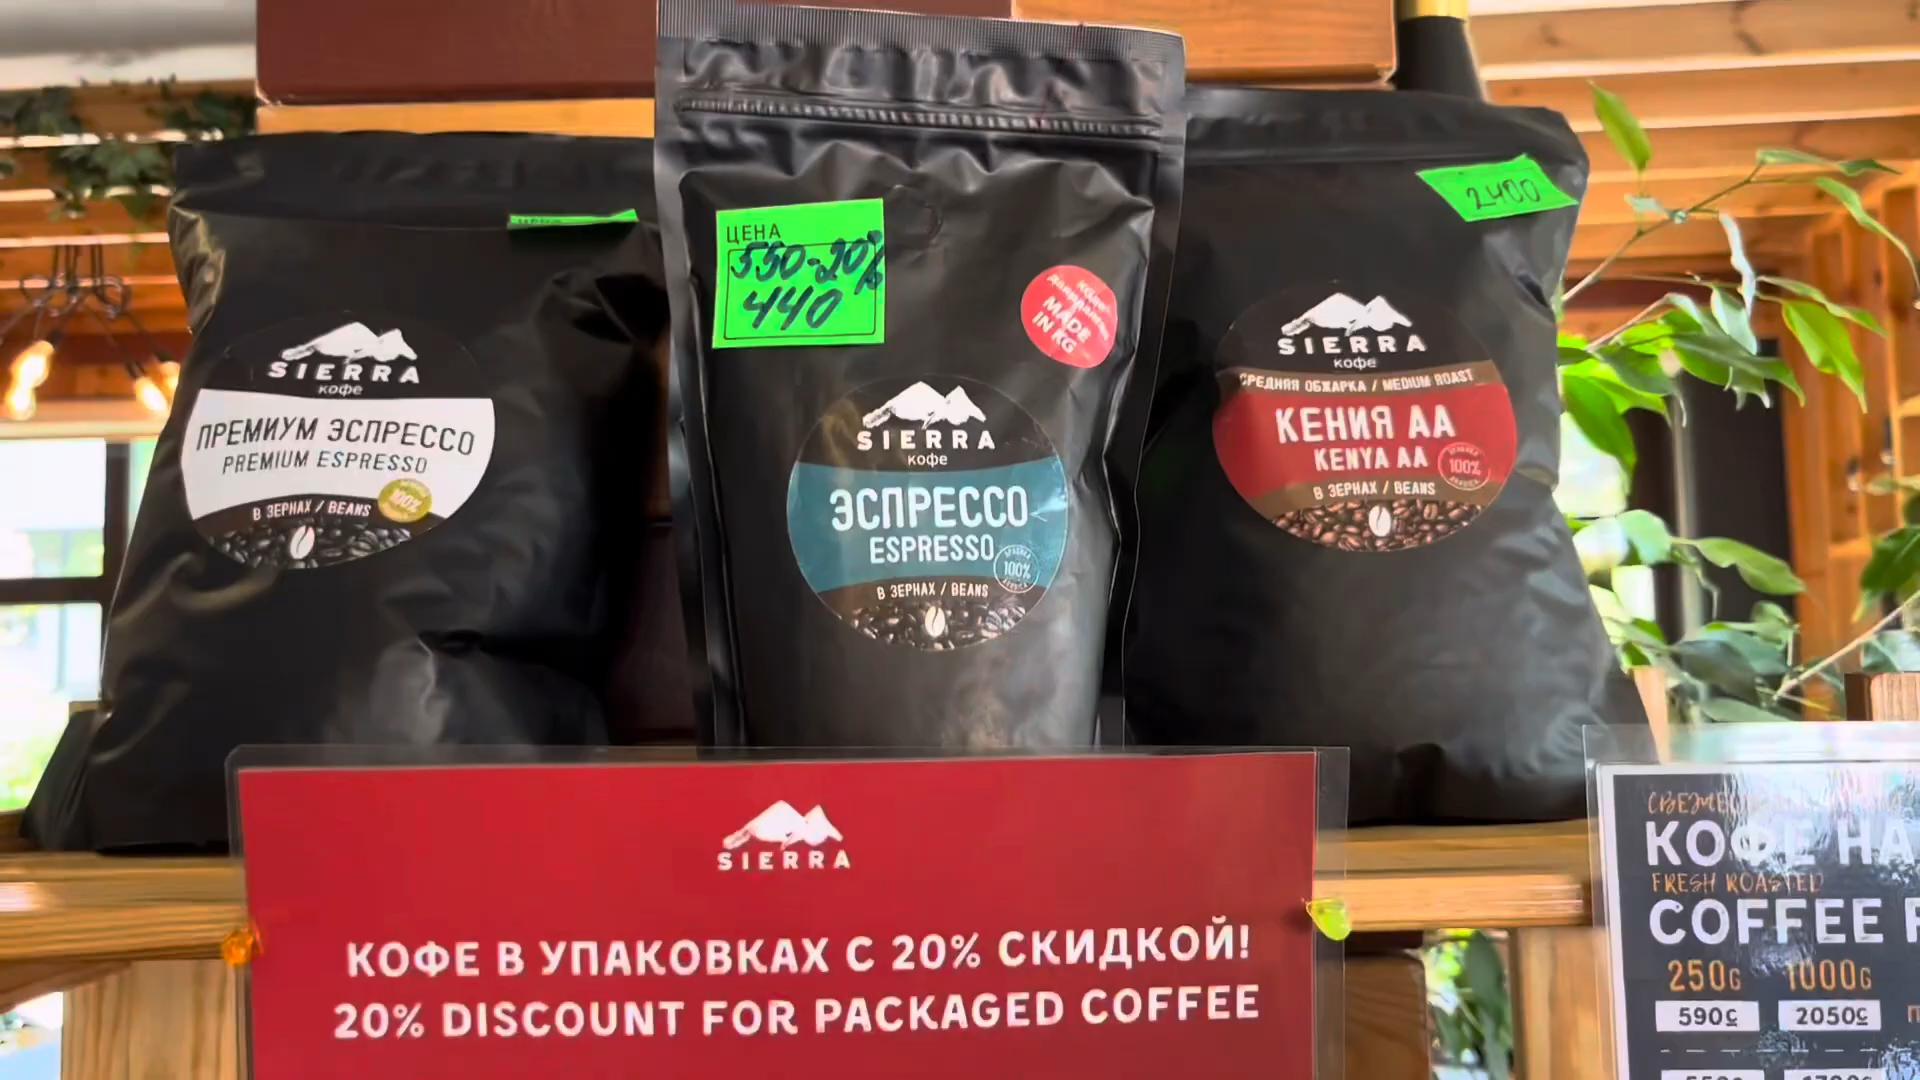 SIERRA
кофе
ПРЕМИУМ ЭСПРЕССО
PREMIUM ESPRESSO
100%
В ЗЕРНАХ / BEANS
ЦЕНА
550-20%
440
MADE
IN KG
SIERRA
кофе
ЭСПРЕССО
ESPRESSO
100%
В ЗЕРНАХ / BEANS
2400
SIERRA
кофе
СРЕДНЯЯ ОБЖАРКА / MEDIUM ROAST
КЕНИЯ АА
KENYA AA
100%
В ЗЕРНАХ / BEANS
SIERRA
КОФЕ В УПАКОВКАХ С 20% СКИДКОЙ!
20% DISCOUNT FOR PACKAGED COFFEE
КОФЕ НА
FRESH ROASTED
COFFEE F
250G 1000G
590с 2050с